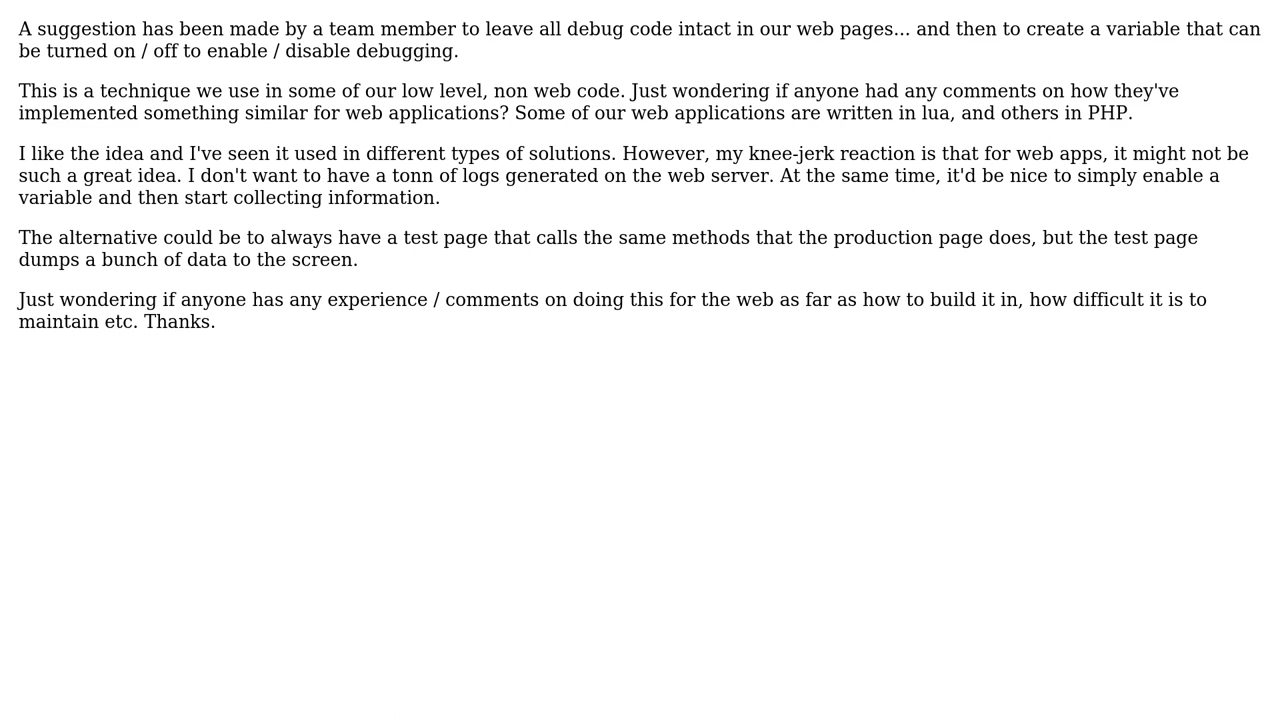 A suggestion has been made by a team member to leave all debug code intact in our web pages... and then to create a variable that can
be turned on / off to enable / disable debugging.
This is a technique we use in some of our low level, non web code. Just wondering if anyone had any comments on how they've
implemented something similar for web applications? Some of our web applications are written in lua, and others in PHP.
I like the idea and I've seen it used in different types of solutions. However, my knee-jerk reaction is that for web apps, it might not be
such a great idea. I don't want to have a tonn of logs generated on the web server. At the same time, it'd be nice to simply enable a
variable and then start collecting information.
The alternative could be to always have a test page that calls the same methods that the production page does, but the test page
dumps a bunch of data to the screen.
Just wondering if anyone has any experience / comments on doing this for the web as far as how to build it in, how difficult it is to
maintain etc. Thanks.